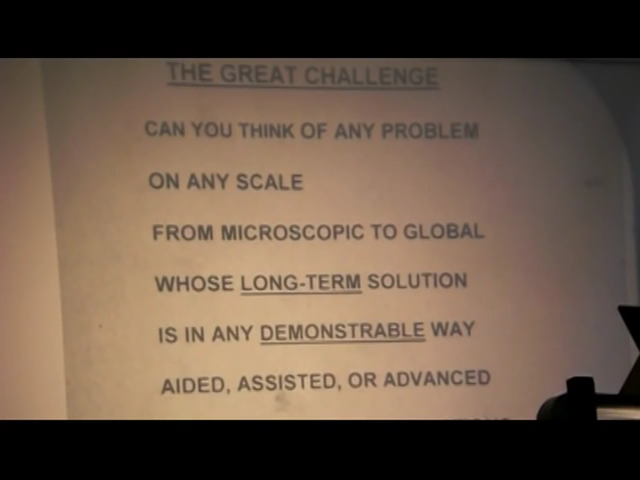 THE GREAT CHALLENGE
CAN YOU THINK OF ANY PROBLEM
ON ANY SCALE
FROM MICROSCOPIC TO GLOBAL
WHOSE LONG-TERM SOLUTION
IS IN ANY DEMONSTRABLE WAY
AIDED, ASSISTED, OR ADVANCED